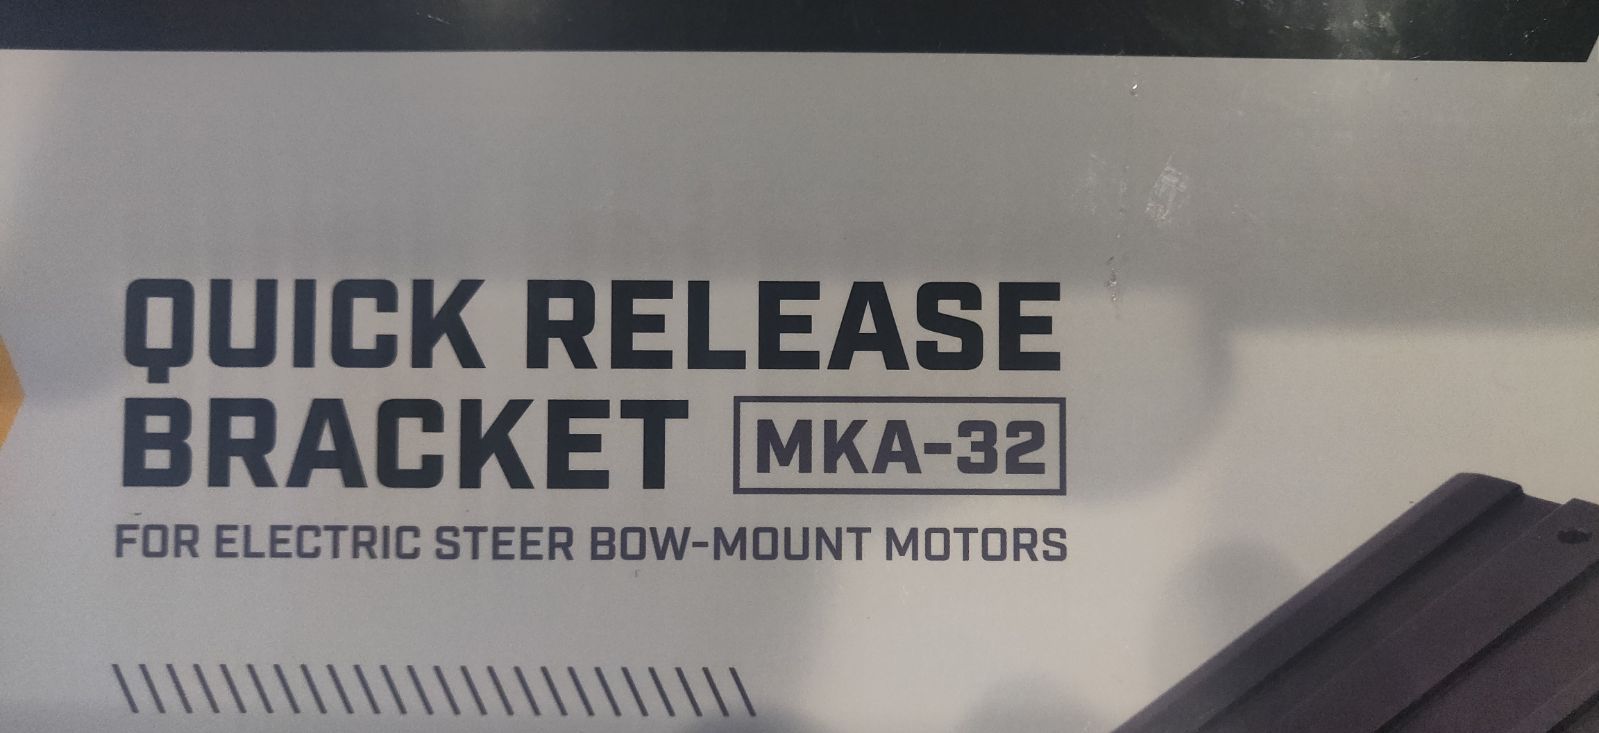 QUICK RELEASE
BRACKET MKA-32
FOR ELECTRIC STEER BOW-MOUNT MOTORS